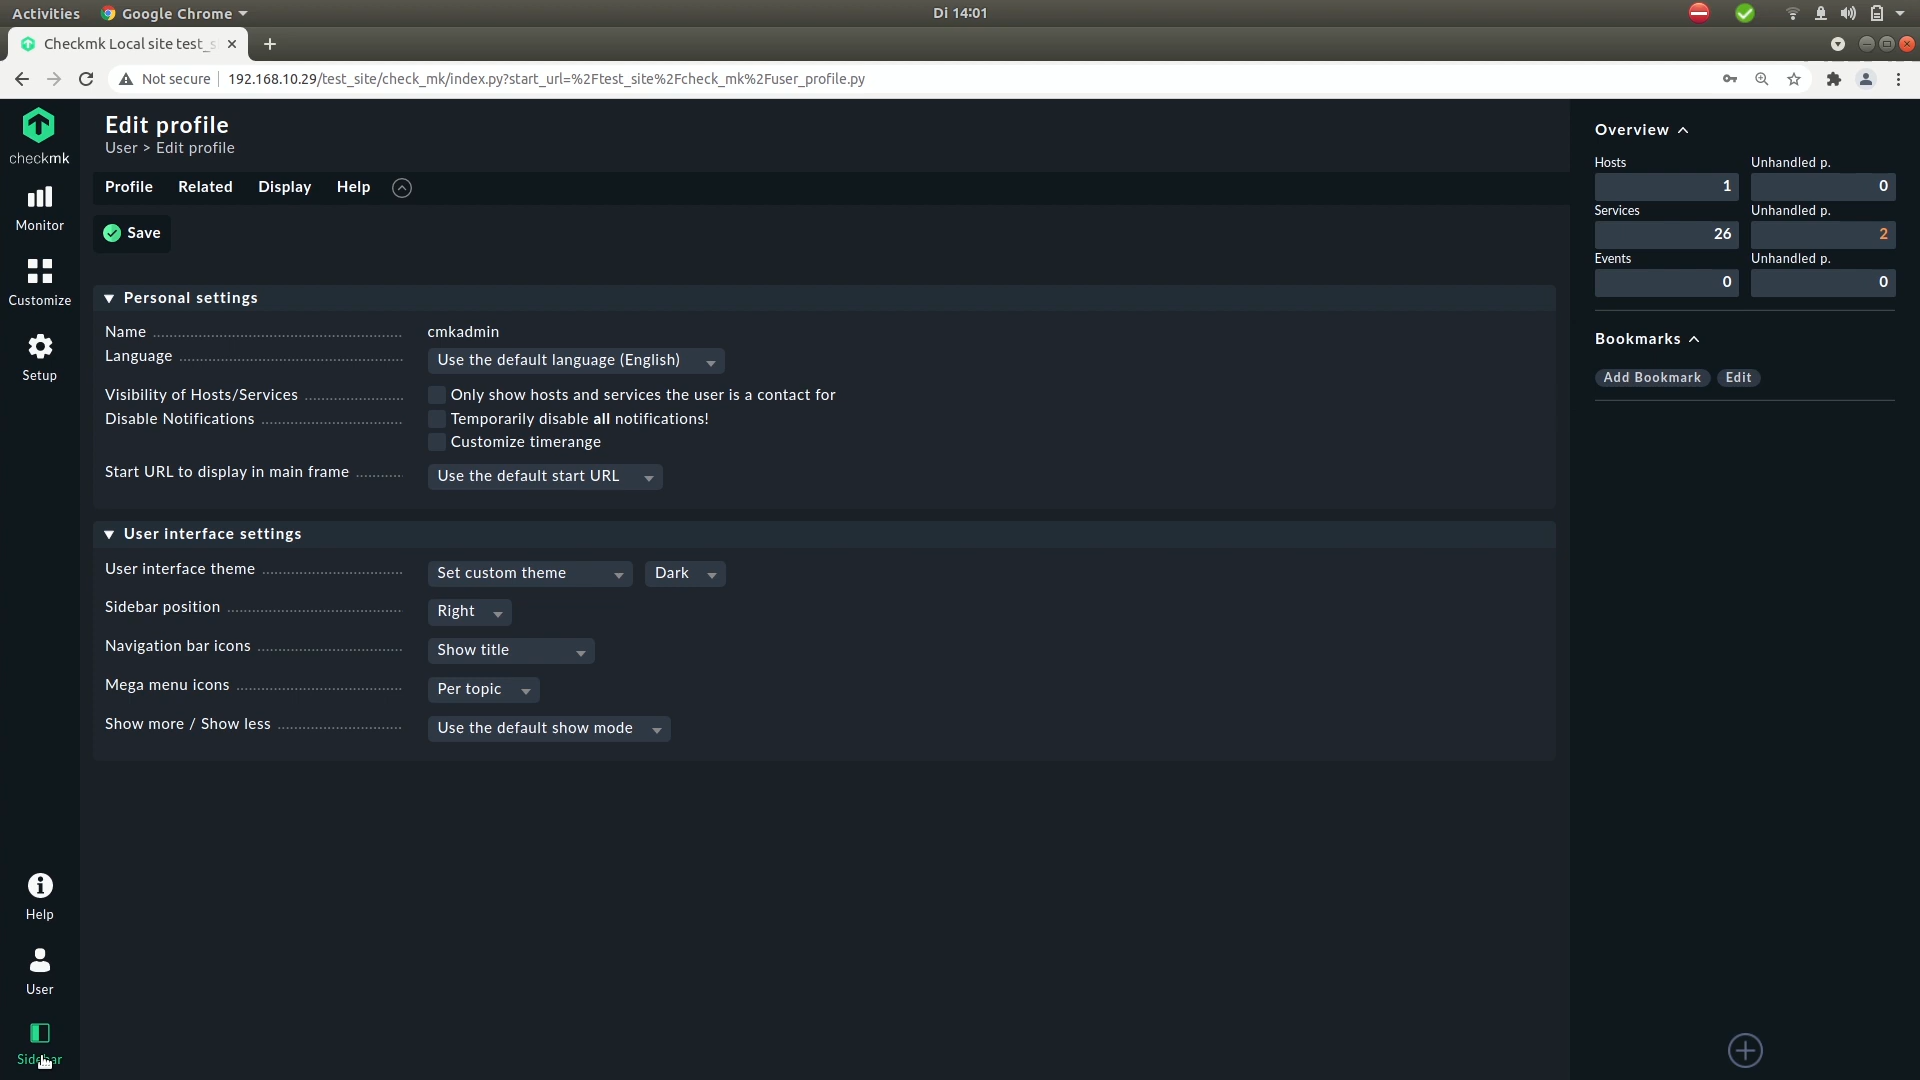 Activities Google Chrome Di 14:01
Checkmk Local site test_s
Not secure 192.168.10.29/test_site/check_mk/index.py?start_url=%2Ftest_site%2Fcheck_mk%2Fuser_profile.py
checkmk
Monitor
Customize
Setup
Help
User
Sidebar
Edit profile
User > Edit profile
Profile Related Display Help
Save
Personal settings
Name cmkadmin
Language Use the default language (English)
Visibility of Hosts/Services Only show hosts and services the user is a contact for
Disable Notifications Temporarily disable all notifications!
Customize timerange
Start URL to display in main frame Use the default start URL
User interface settings
User interface theme Set custom theme Dark
Sidebar position Right
Navigation bar icons Show title
Mega menu icons Per topic
Show more / Show less Use the default show mode
Overview
Hosts Unhandled p.
1 0
Services Unhandled p.
26 2
Events Unhandled p.
0 0
Bookmarks
Add Bookmark Edit